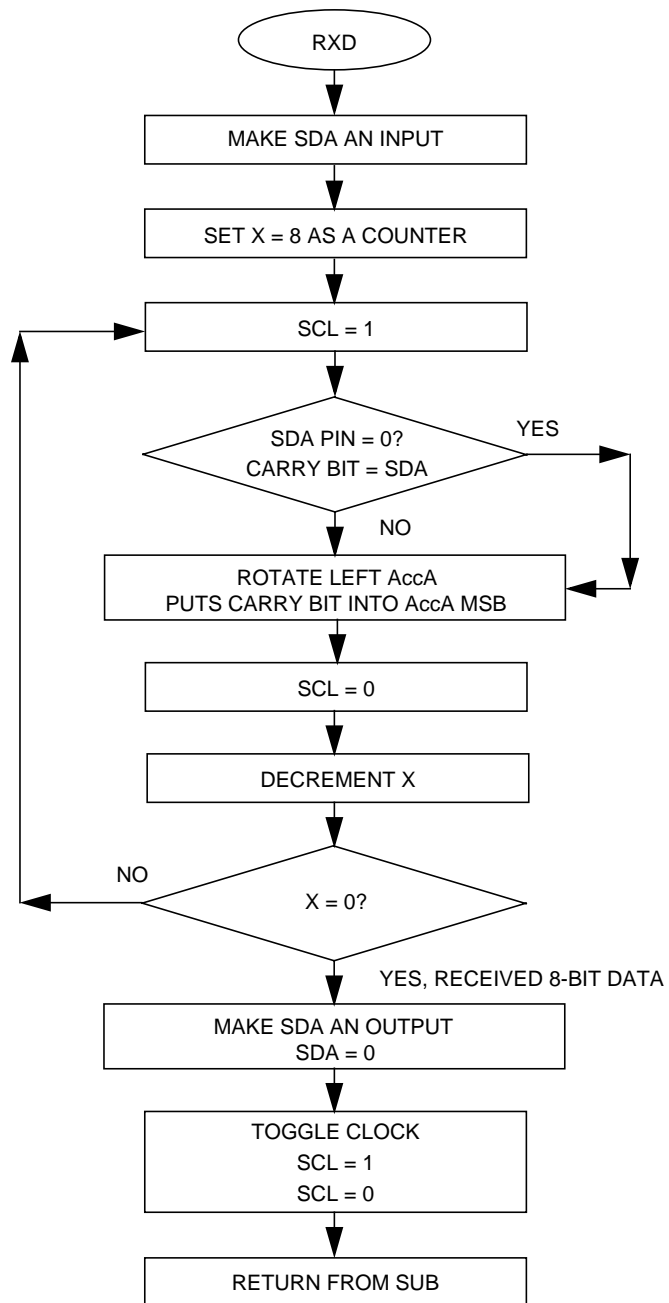 RXD
MAKE SDA AN INPUT
SET X = 8 AS A COUNTER
SCL = 1
SDA PIN = 0?
CARRY BIT = SDA
YES
NO
ROTATE LEFT AccA
PUTS CARRY BIT INTO AccA MSB
SCL = 0
DECREMENT X
X = 0?
NO
YES, RECEIVED 8-BIT DATA
MAKE SDA AN OUTPUT
SDA = 0
TOGGLE CLOCK
SCL = 1
SCL = 0
RETURN FROM SUB